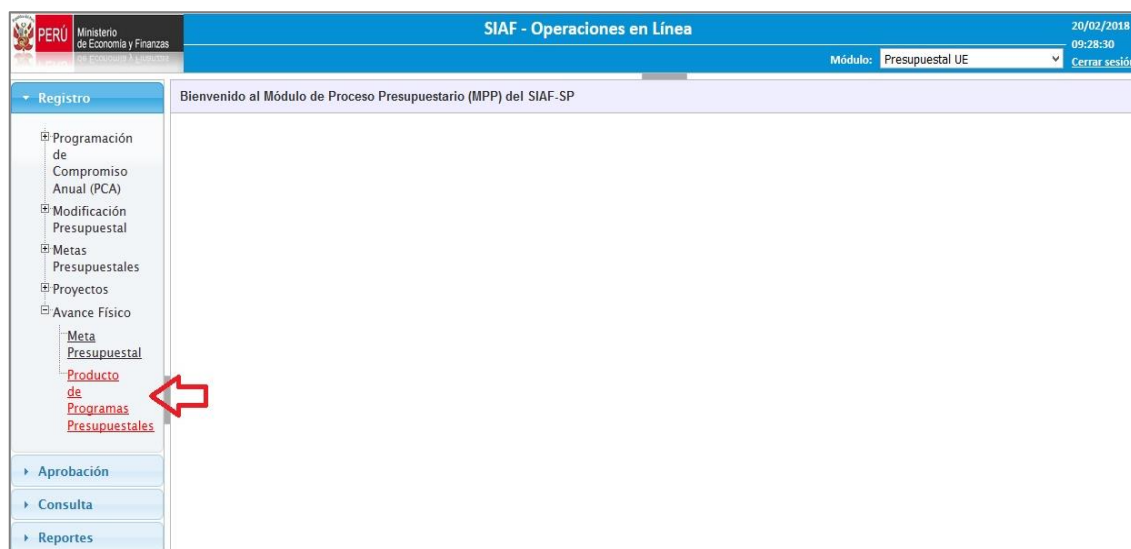 PERÚ
Ministerio
de Economía y Finanzas
SIAF - Operaciones en Línea
20/02/2018
09:28:30
Módulo: Presupuestal UE
Cerrar sesión
Registro
Bienvenido al Módulo de Proceso Presupuestario (MPP) del SIAF-SP
Programación
de
Compromiso
Anual (PCA)
Modificación
Presupuestal
Metas
Presupuestales
Proyectos
Avance Físico
Meta
Presupuestal
Producto
de
Programas
Presupuestales
Aprobación
Consulta
Reportes